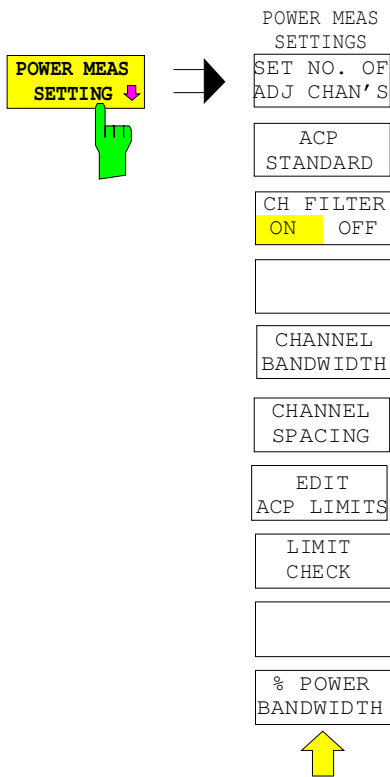 POWER MEAS
SETTING
POWER MEAS
SETTINGS
SET NO. OF
ADJ CHAN'S
ACP
STANDARD
CH FILTER
ON OFF
CHANNEL
BANDWIDTH
CHANNEL
SPACING
EDIT
ACP LIMITS
LIMIT
CHECK
% POWER
BANDWIDTH